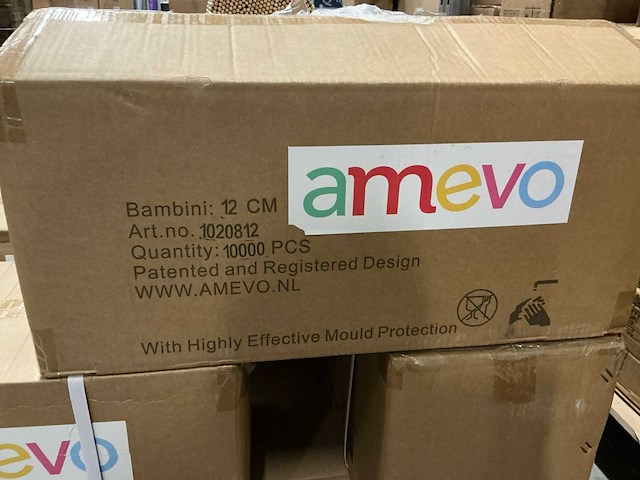 amevo
Bambini: 12 CM
Art.no. 1020812
Quantity: 10000 PCS
Patented and Registered Design
WWW.AMEVO.NL
With Highly Effective Mould Protection
evo